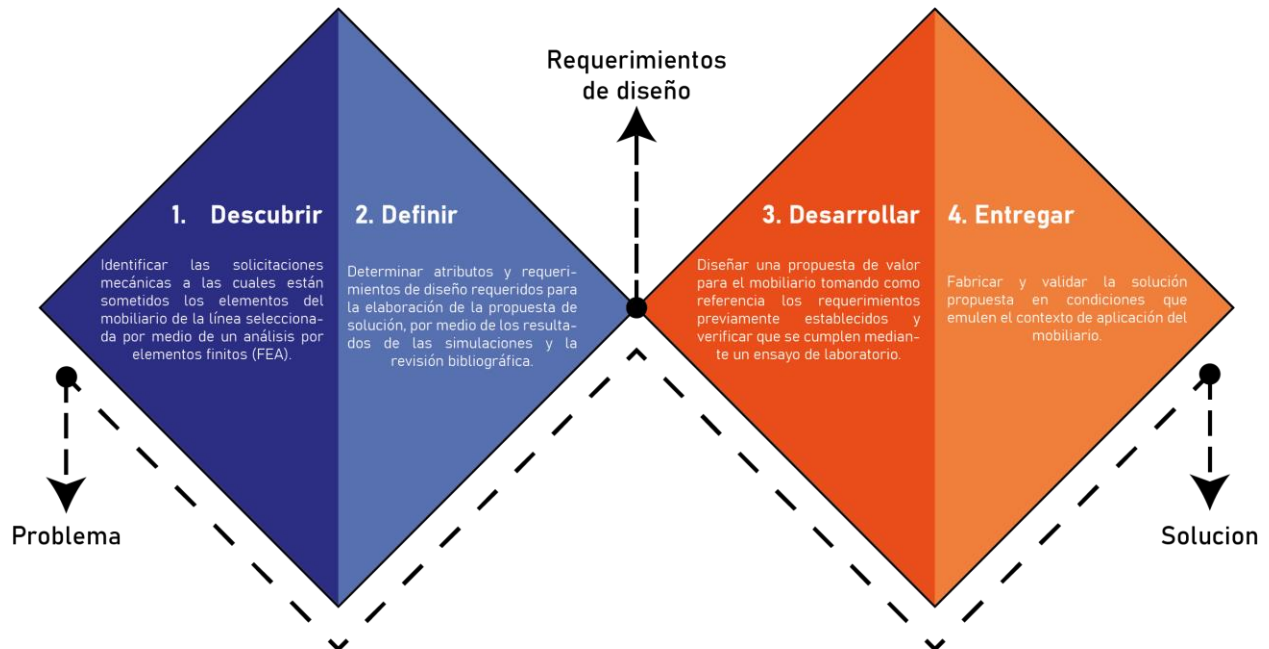 Requerimientos
de diseño
1. Descubrir
Identificar las solicitaciones
mecánicas a las cuales están
sometidos los elementos del
mobiliario de la línea selecciona-
da por medio de un análisis por
elementos finitos (FEA).
2. Definir
Determinar atributos y requeri-
mientos de diseño requeridos para
la elaboración de la propuesta de
solución, por medio de los resulta-
dos de las simulaciones y la
revisión bibliográfica.
3. Desarrollar
Diseñar una propuesta de valor
para el mobiliario tomando como
referencia los requerimientos
previamente establecidos y
verificar que se cumplen median-
te un ensayo de laboratorio.
4. Entregar
Fabricar y validar la solución
propuesta en condiciones que
emulen el contexto de aplicación del
mobiliario.
Problema
Solucion